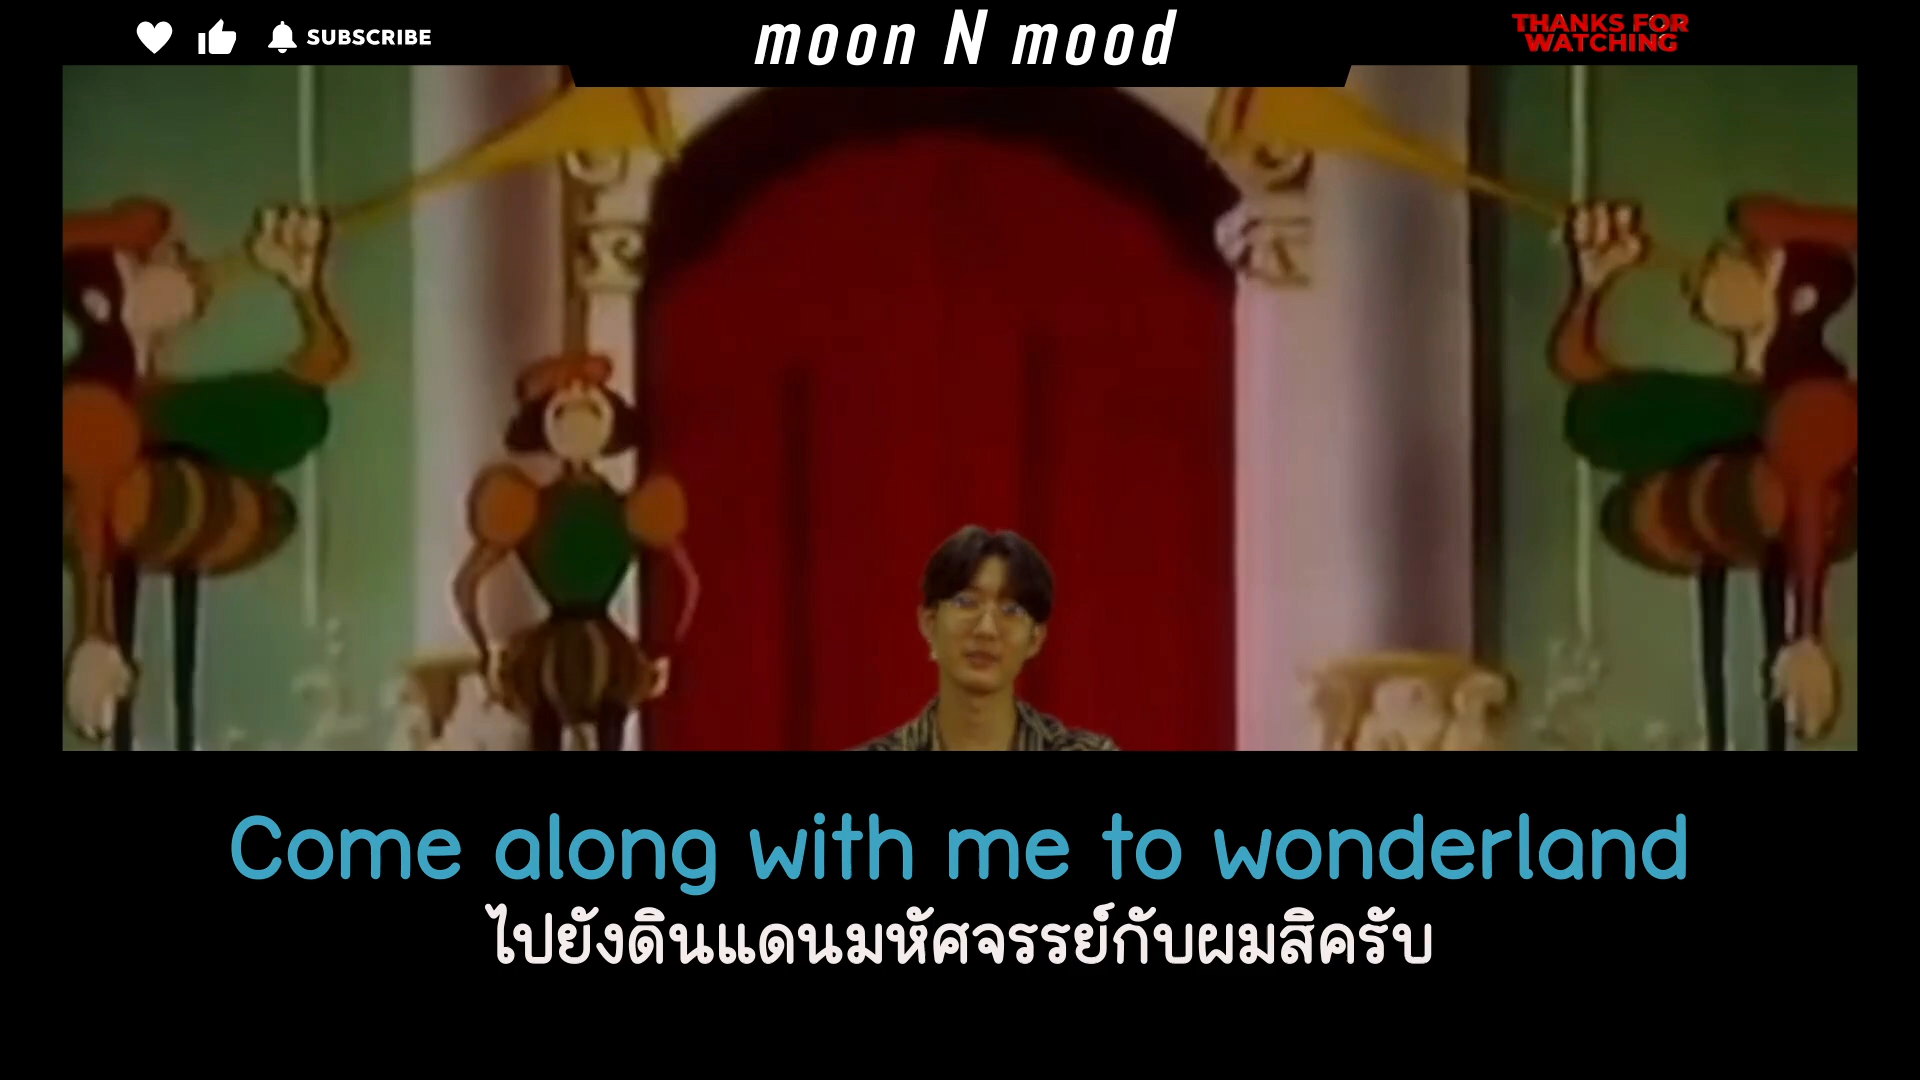 SUBSCRIBE
moon N mood
THANKS FOR
WATCHING
Come along with me to wonderland
ไปยังดินแดนมหัศจรรย์กับผมสิครับ